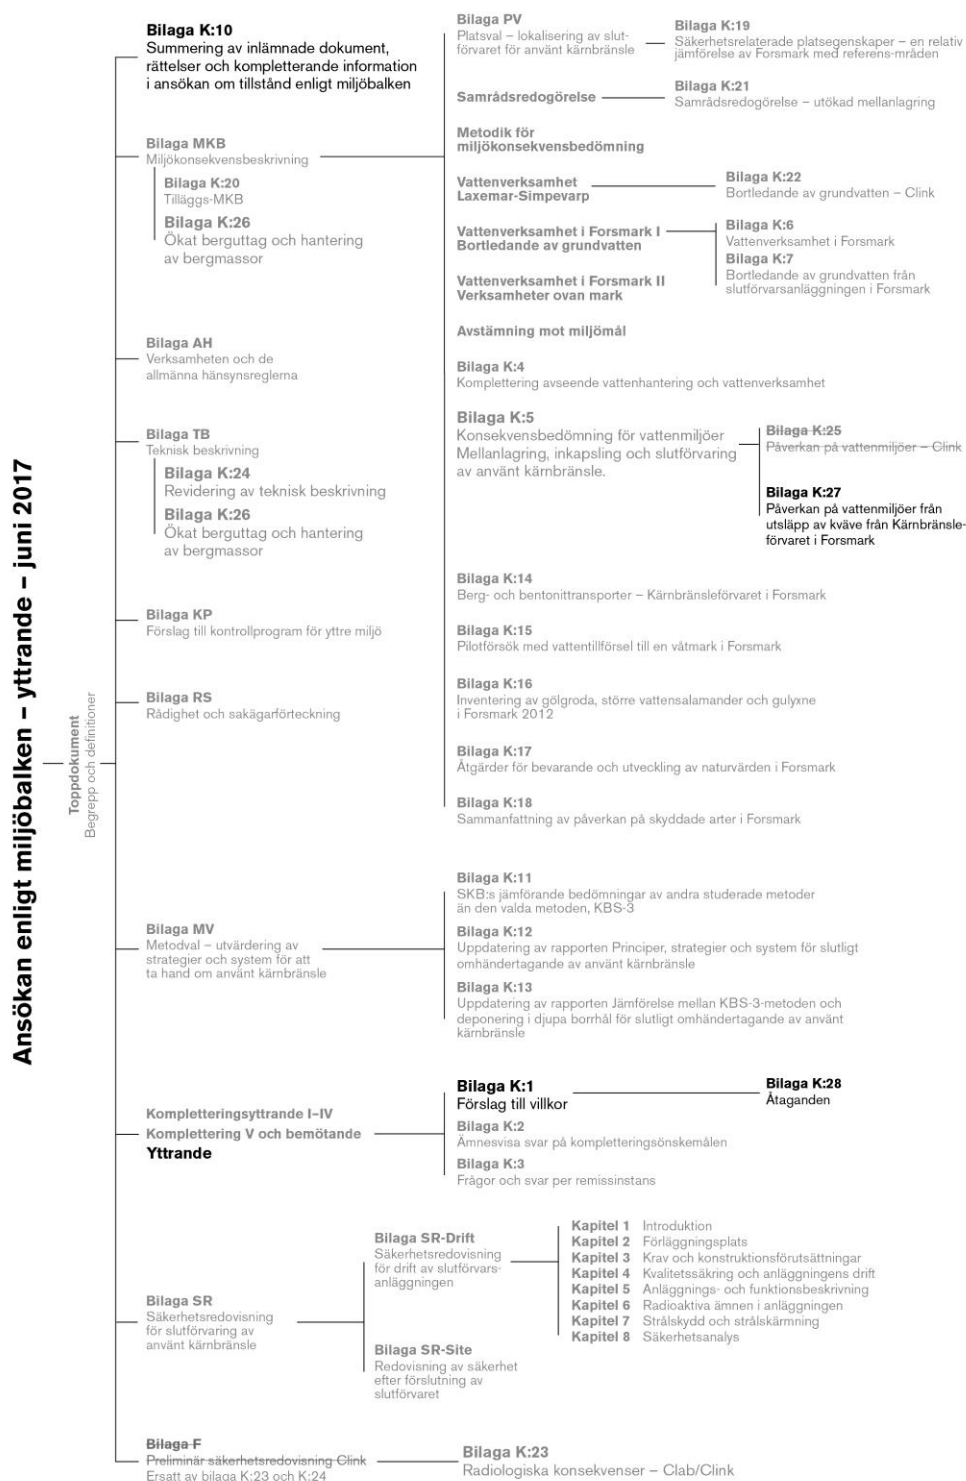 Ansökan enligt miljöbalken – yttrande – juni 2017
Toppdokument
Begrepp och definitioner
Bilaga K:10
Summering av inlämnade dokument,
rättelser och kompletterande information
i ansökan om tillstånd enligt miljöbalken
Bilaga MKB
Miljökonsekvensbeskrivning
Bilaga K:20
Tilläggs-MKB
Bilaga K:26
Ökat berguttag och hantering
av bergmassor
Bilaga PV
Platsval – lokalisering av slut-
förvaret för använt kärnbränsle
Bilaga K:19
Säkerhetsrelaterade platsegenskaper – en relativ
jämförelse av Forsmark med referens-mråden
Samrådsredogörelse
Bilaga K:21
Samrådsredogörelse – utökad mellanlagring
Metodik för
miljökonsekvensbedömning
Vattenverksamhet
Laxemar-Simpevarp
Bilaga K:22
Bortledande av grundvatten – Clink
Vattenverksamhet i Forsmark I
Bortledande av grundvatten
Bilaga K:6
Vattenverksamhet i Forsmark
Bilaga K:7
Bortledande av grundvatten från
slutförvarsanläggningen i Forsmark
Vattenverksamhet i Forsmark II
Verksamheter ovan mark
Avstämning mot miljömål
Bilaga K:4
Komplettering avseende vattenhantering och vattenverksamhet
Bilaga K:5
Konsekvensbedömning för vattenmiljöer
Mellanlagring, inkapsling och slutförvaring
av använt kärnbränsle.
Bilaga K:25
Påverkan på vattenmiljöer – Clink
Bilaga K:27
Påverkan på vattenmiljöer från
utsläpp av kväve från Kärnbränsle-
förvaret i Forsmark
Bilaga K:14
Berg- och bentonittransporter – Kärnbränsleförvaret i Forsmark
Bilaga K:15
Pilotförsök med vattentillförsel till en våtmark i Forsmark
Bilaga K:16
Inventering av gölgroda, större vattensalamander och gulyxne
i Forsmark 2012
Bilaga K:17
Åtgärder för bevarande och utveckling av naturvärden i Forsmark
Bilaga K:18
Sammanfattning av påverkan på skyddade arter i Forsmark
Bilaga AH
Verksamheten och de
allmänna hänsynsreglerna
Bilaga TB
Teknisk beskrivning
Bilaga K:24
Revidering av teknisk beskrivning
Bilaga K:26
Ökat berguttag och hantering
av bergmassor
Bilaga KP
Förslag till kontrollprogram för yttre miljö
Bilaga RS
Rådighet och sakägarförteckning
Bilaga MV
Metodval – utvärdering av
strategier och system för att
ta hand om använt kärnbränsle
Bilaga K:11
SKB:s jämförande bedömningar av andra studerade metoder
än den valda metoden, KBS-3
Bilaga K:12
Uppdatering av rapporten Principer, strategier och system för slutligt
omhändertagande av använt kärnbränsle
Bilaga K:13
Uppdatering av rapporten Jämförelse mellan KBS-3-metoden och
deponering i djupa borrhål för slutligt omhändertagande av använt
kärnbränsle
Kompletteringsyttrande I–IV
Komplettering V och bemötande
Yttrande
Bilaga K:1
Förslag till villkor
Bilaga K:28
Åtaganden
Bilaga K:2
Ämnesvisa svar på kompletteringsönskemålen
Bilaga K:3
Frågor och svar per remissinstans
Bilaga SR
Säkerhetsredovisning
för slutförvaring av
använt kärnbränsle
Bilaga SR-Drift
Säkerhetsredovisning
för drift av slutförvars-
anläggningen
Kapitel 1 Introduktion
Kapitel 2 Förläggningsplats
Kapitel 3 Krav och konstruktionsförutsättningar
Kapitel 4 Kvalitetssäkring och anläggningens drift
Kapitel 5 Anläggnings- och funktionsbeskrivning
Kapitel 6 Radioaktiva ämnen i anläggningen
Kapitel 7 Strålskydd och strålskärmning
Kapitel 8 Säkerhetsanalys
Bilaga SR-Site
Redovisning av säkerhet
efter förslutning av
slutförvaret
Bilaga F
Preliminär säkerhetsredovisning Clink
Ersatt av bilaga K:23 och K:24
Bilaga K:23
Radiologiska konsekvenser – Clab/Clink